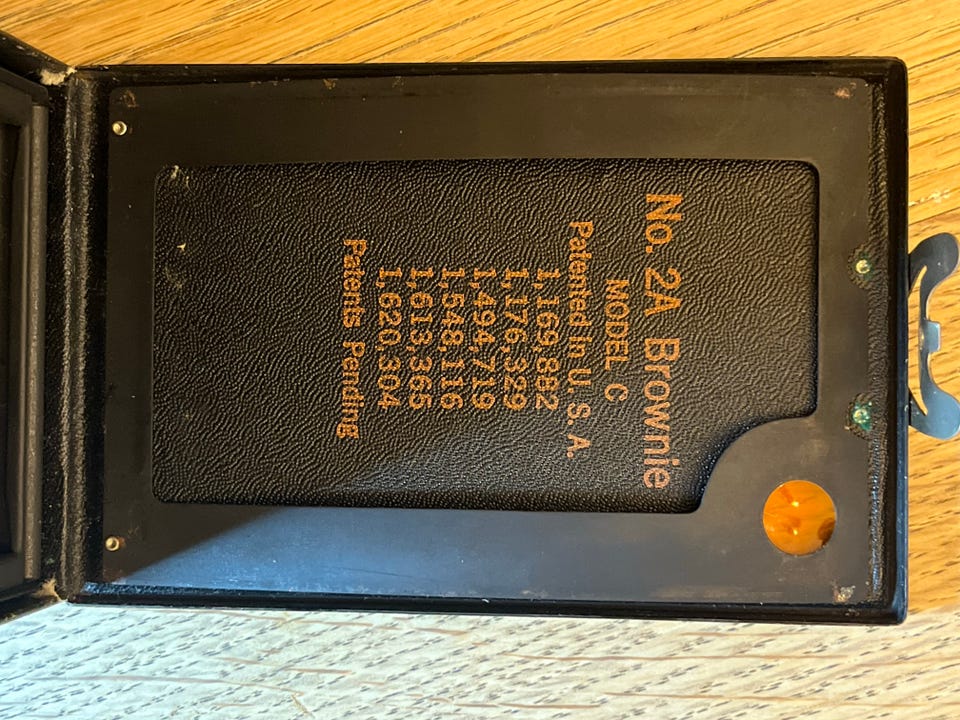 No. 2A Brownie
MODEL C
Patented in U. S. A.
1,169,882
1,176,329
1,494,719
1,548,116
1,613,365
1,620,304
Patents Pending